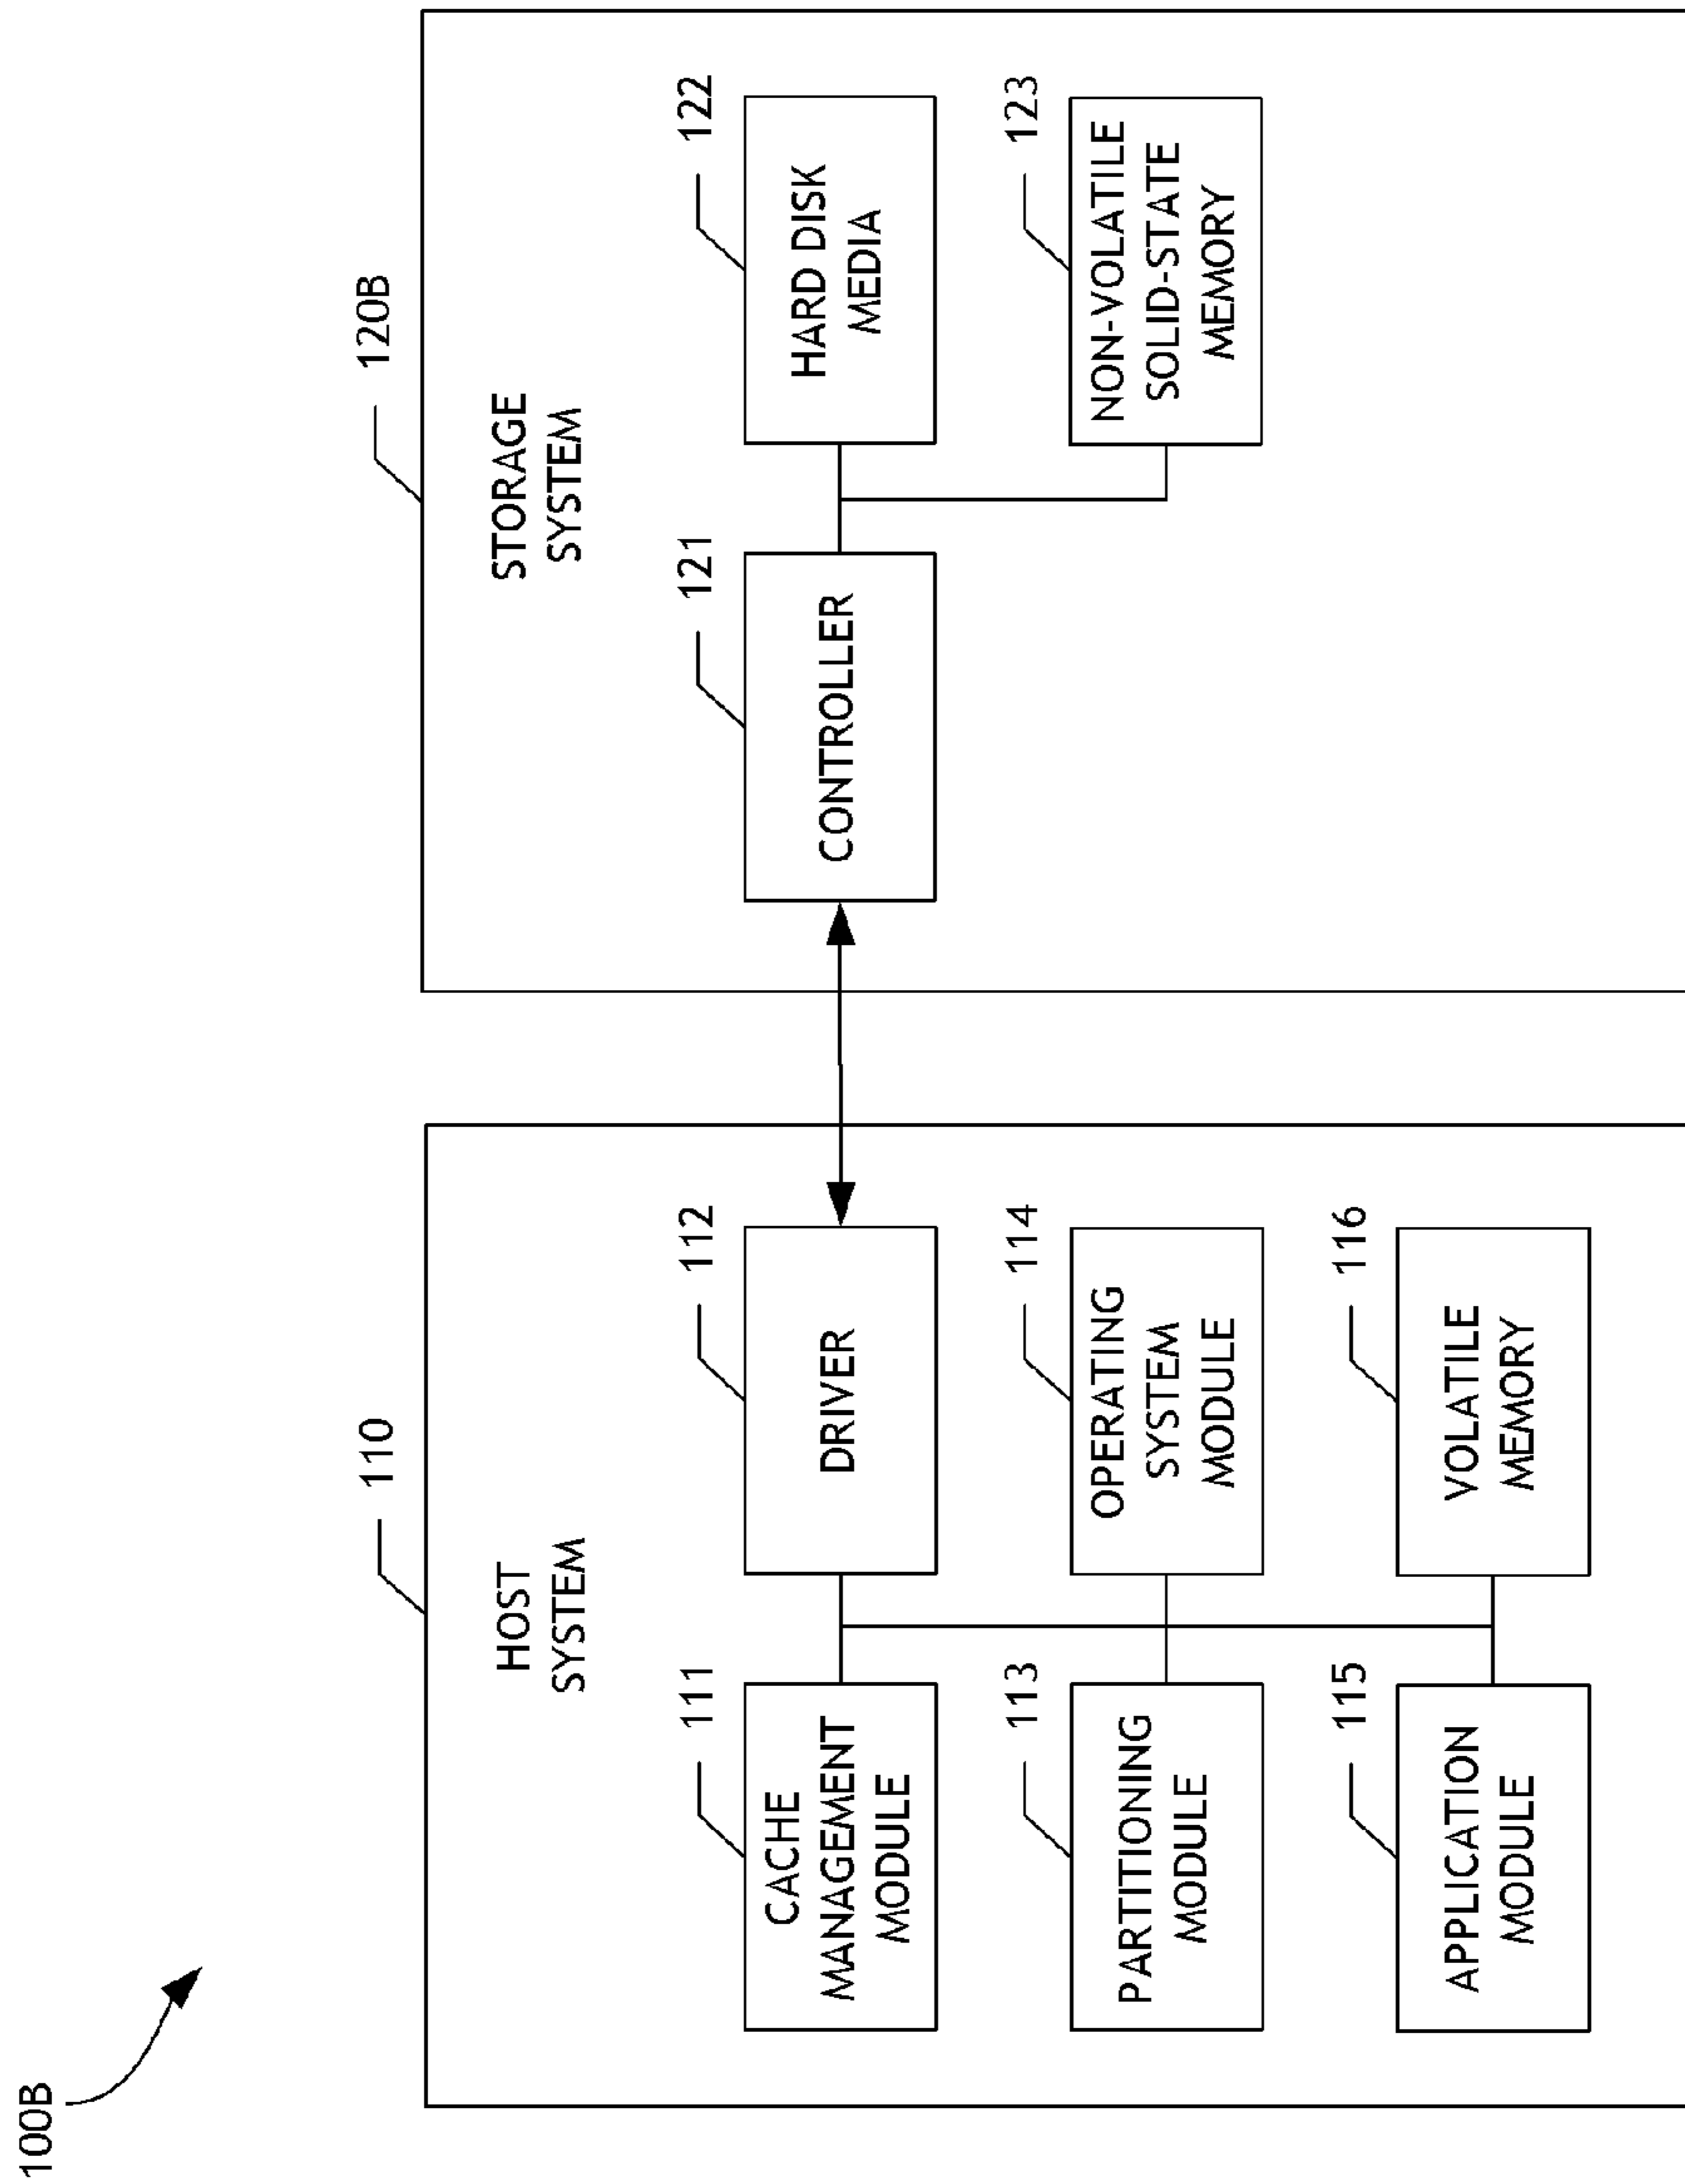 100B
110
HOST
SYSTEM
111
CACHE
MANAGEMENT
MODULE
112
DRIVER
113
PARTITIONING
MODULE
114
OPERATING
SYSTEM
MODULE
115
APPLICATION
MODULE
116
VOLATILE
MEMORY
120B
STORAGE
SYSTEM
121
CONTROLLER
122
HARD DISK
MEDIA
123
NON-VOLATILE
SOLID-STATE
MEMORY